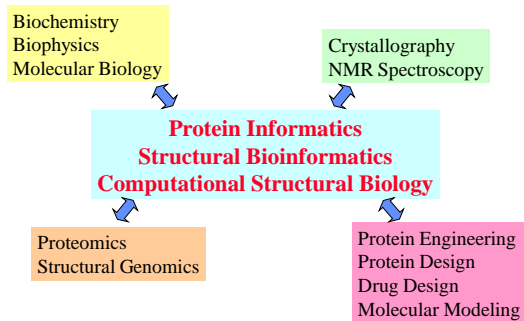 Biochemistry
Biophysics
Molecular Biology
Crystallography
NMR Spectroscopy
Protein Informatics
Structural Bioinformatics
Computational Structural Biology
Proteomics
Structural Genomics
Protein Engineering
Protein Design
Drug Design
Molecular Modeling